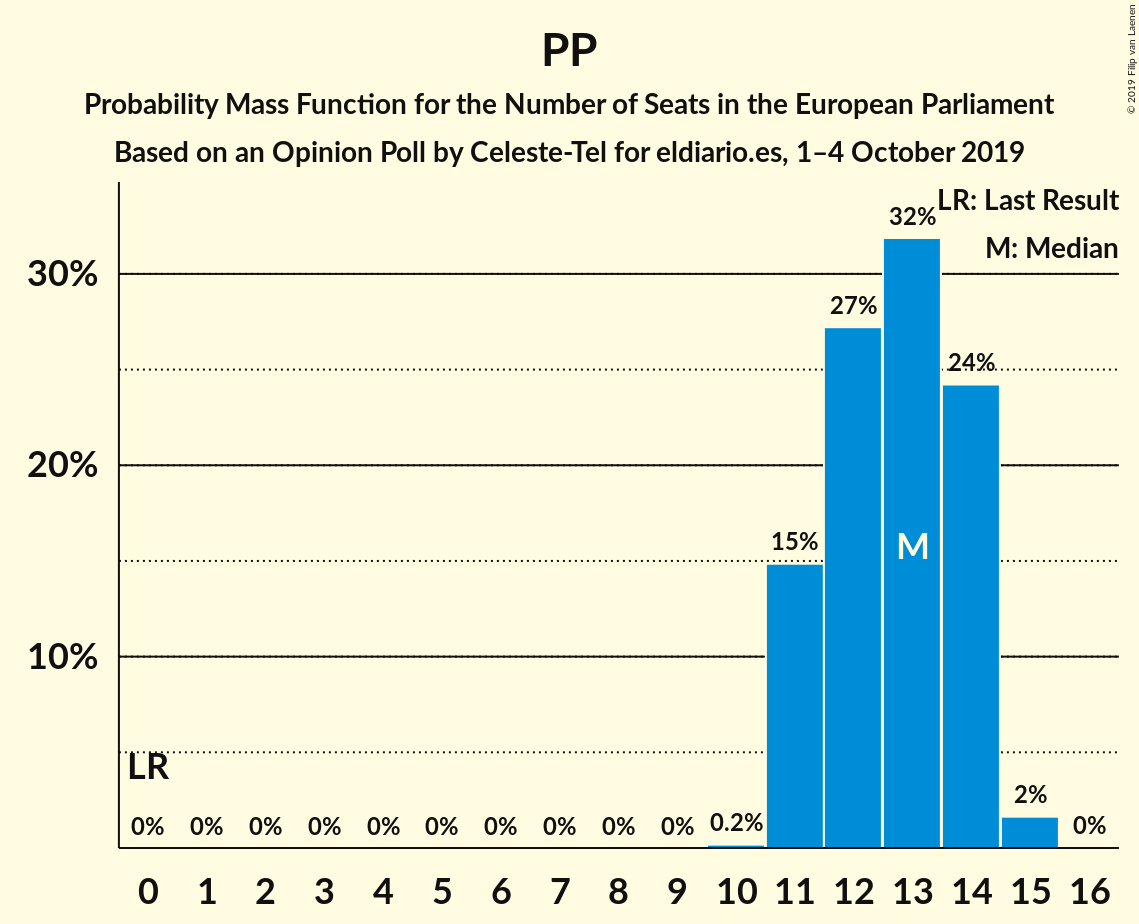 PP
Probability Mass Function for the Number of Seats in the European Parliament
Based on an Opinion Poll by Celeste-Tel for eldiario.es, 1–4 October 2019
© 2019 Filip van Laenen
LR: Last Result
M: Median
30%
20%
10%
LR
M
0% 0% 0% 0% 0% 0% 0% 0% 0% 0% 0.2% 15% 27% 32% 24% 2% 0%
0 1 2 3 4 5 6 7 8 9 10 11 12 13 14 15 16